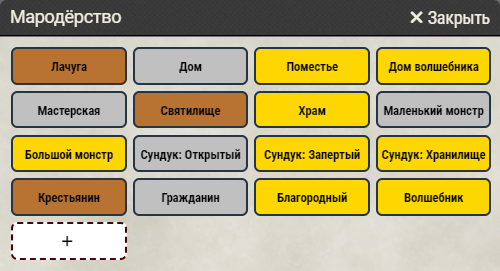 Мародёрство
✕ Закрыть
Лачуга
Дом
Поместье
Дом волшебника
Мастерская
Святилище
Храм
Маленький монстр
Большой монстр
Сундук: Открытый
Сундук: Запертый
Сундук: Хранилище
Крестьянин
Гражданин
Благородный
Волшебник
+